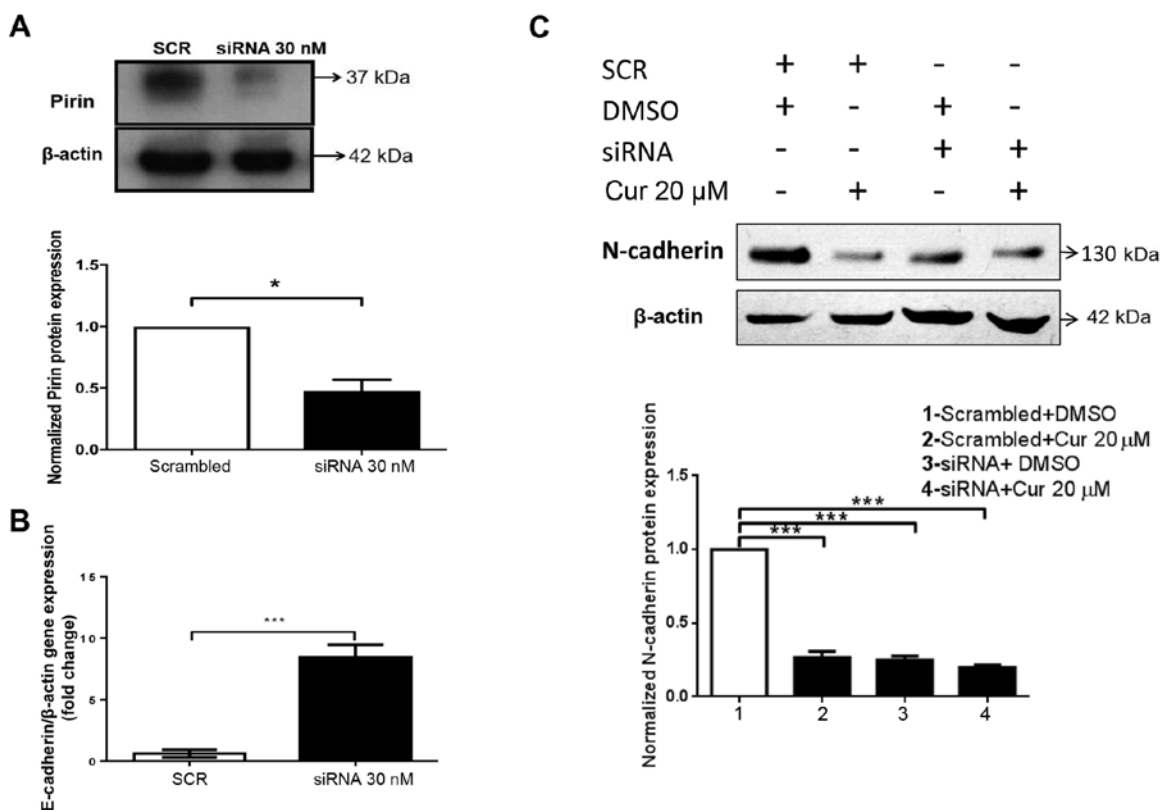 A
SCR siRNA 30 nM
Pirin
37 kDa
β-actin
42 kDa
Normalized Pirin protein expression
1.5
1.0
0.5
0.0
*
Scrambled siRNA 30 nM
B
E-cadherin/β-actin gene expression
(fold change)
15
10
5
0
***
SCR siRNA 30 nM
C
SCR + + - -
DMSO + - + -
siRNA - - + +
Cur 20 µM - + - +
N-cadherin
130 kDa
β-actin
42 kDa
1-Scrambled+DMSO
2-Scrambled+Cur 20 µM
3-siRNA+ DMSO
4-siRNA+Cur 20 µM
Normalized N-cadherin protein expression
1.5
1.0
0.5
0.0
***
***
***
1 2 3 4